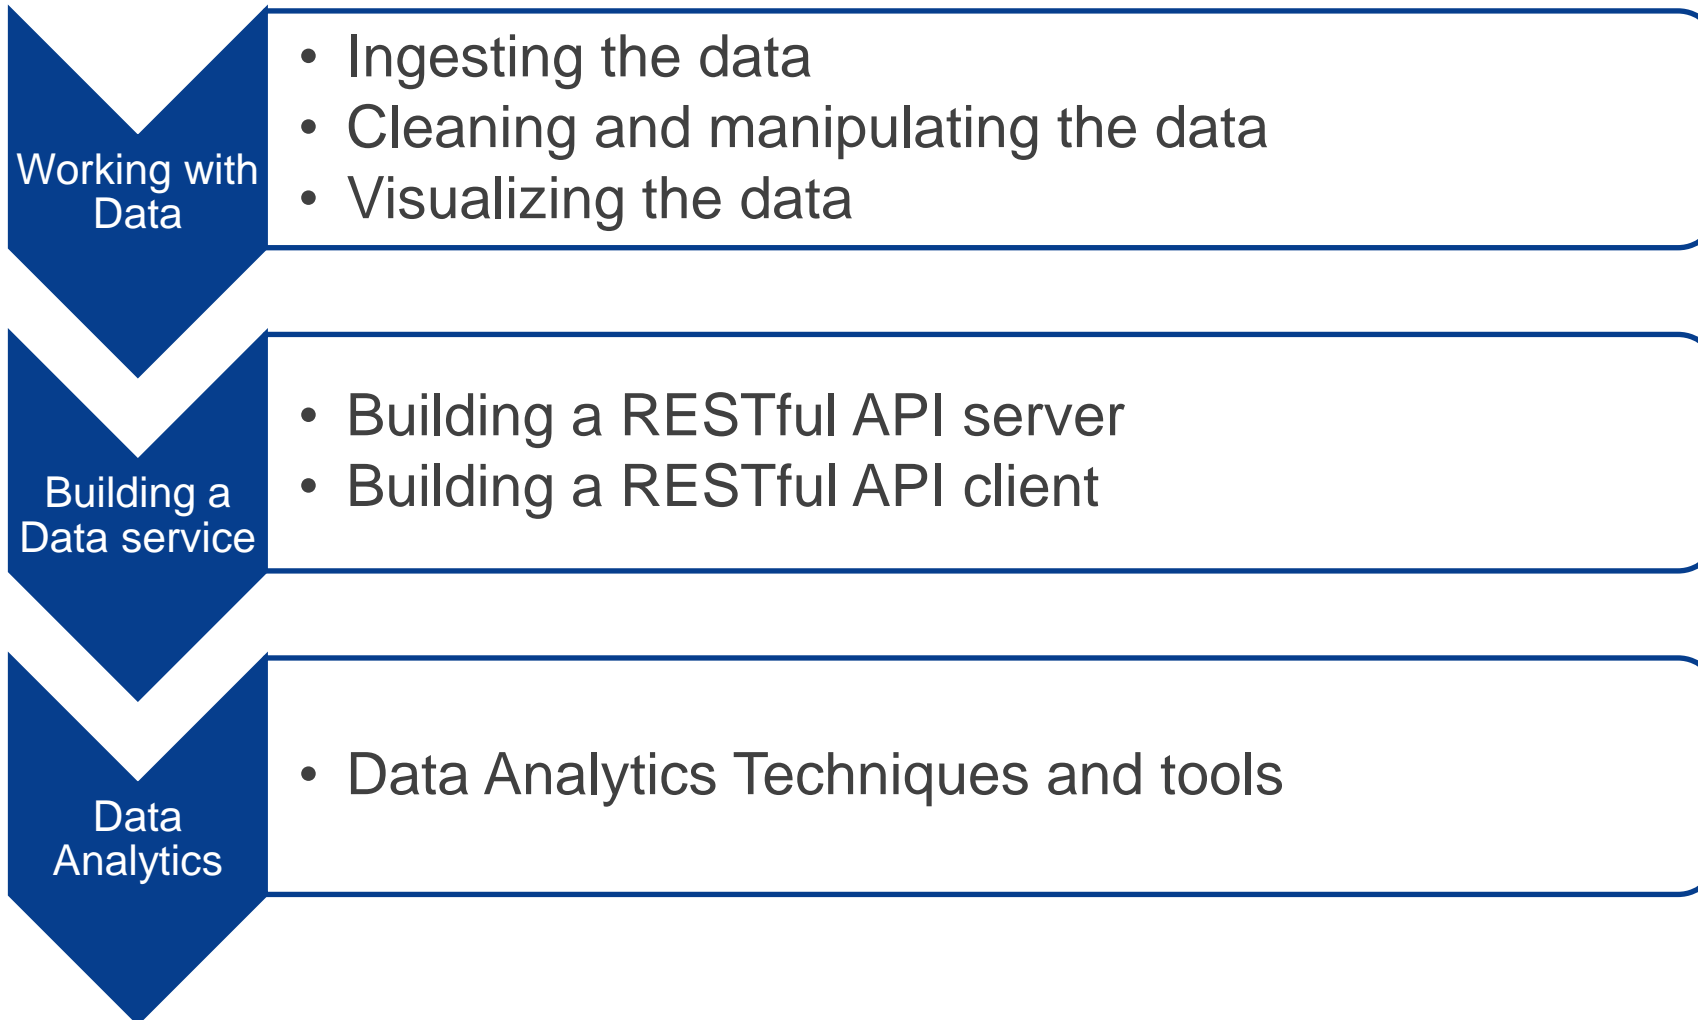 Working with
Data
• Ingesting the data
• Cleaning and manipulating the data
• Visualizing the data
Building a
Data service
• Building a RESTful API server
• Building a RESTful API client
Data
Analytics
• Data Analytics Techniques and tools